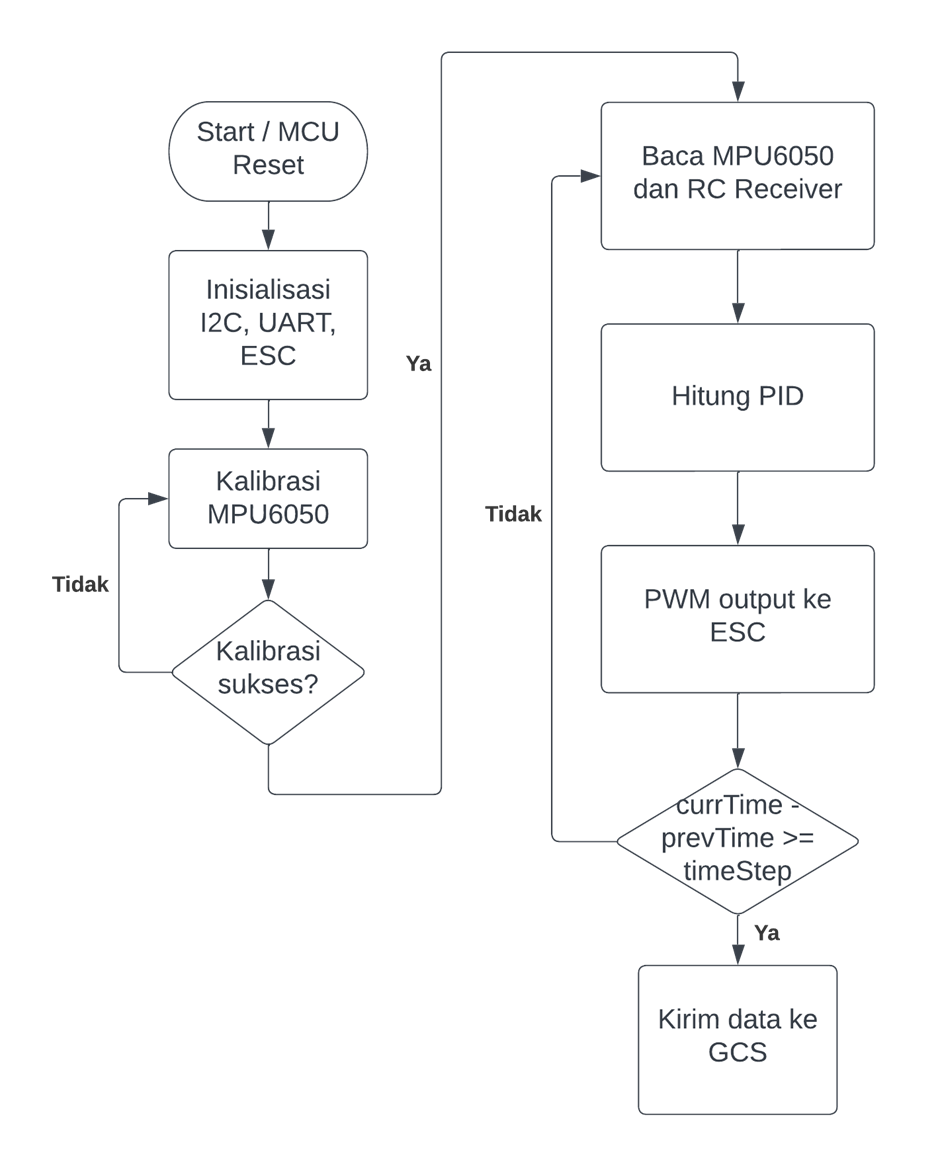 Start / MCU
Reset
Inisialisasi
I2C, UART,
ESC
Kalibrasi
MPU6050
Tidak
Kalibrasi
sukses?
Ya
Baca MPU6050
dan RC Receiver
Hitung PID
Tidak
PWM output ke
ESC
currTime -
prevTime >=
timeStep
Ya
Kirim data ke
GCS